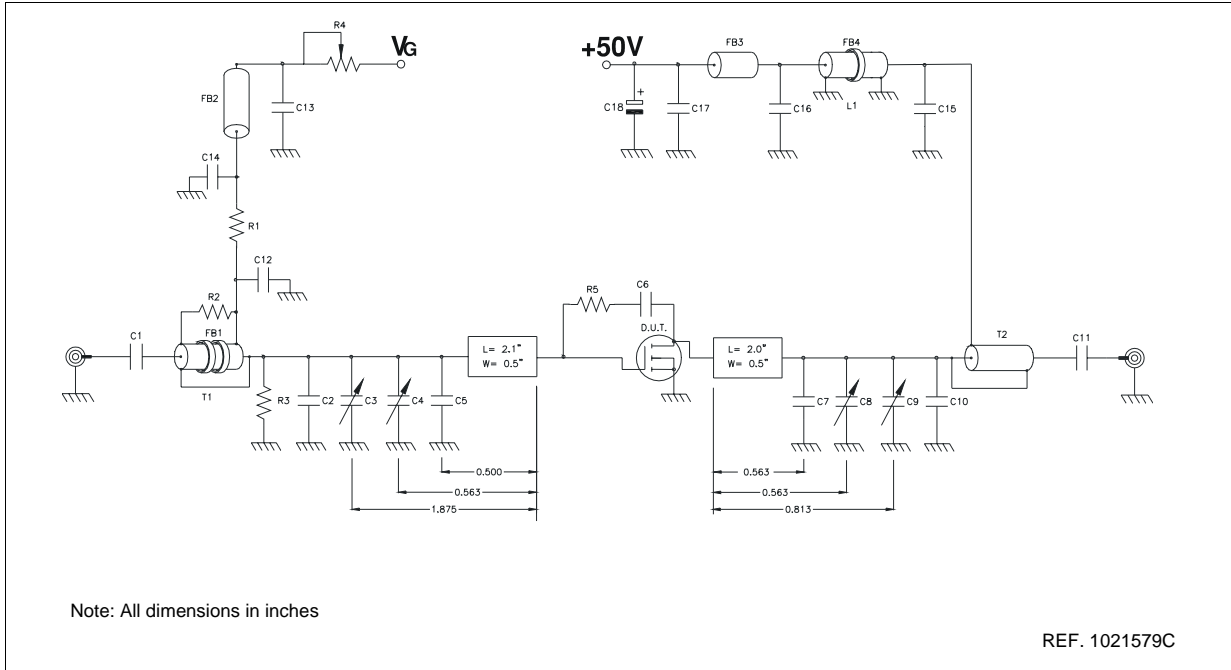 R4
VG
+50V
FB3
FB4
FB2
C13
C18
+
C17
C16
L1
C15
C14
R1
C12
R2
FB1
C1
T1
R3
C2
C3
C4
C5
L= 2.1"
W= 0.5"
R5
C6
D.U.T.
L= 2.0"
W= 0.5"
C7
C8
C9
C10
T2
C11
0.500
0.563
1.875
0.563
0.563
0.813
Note: All dimensions in inches
REF. 1021579C